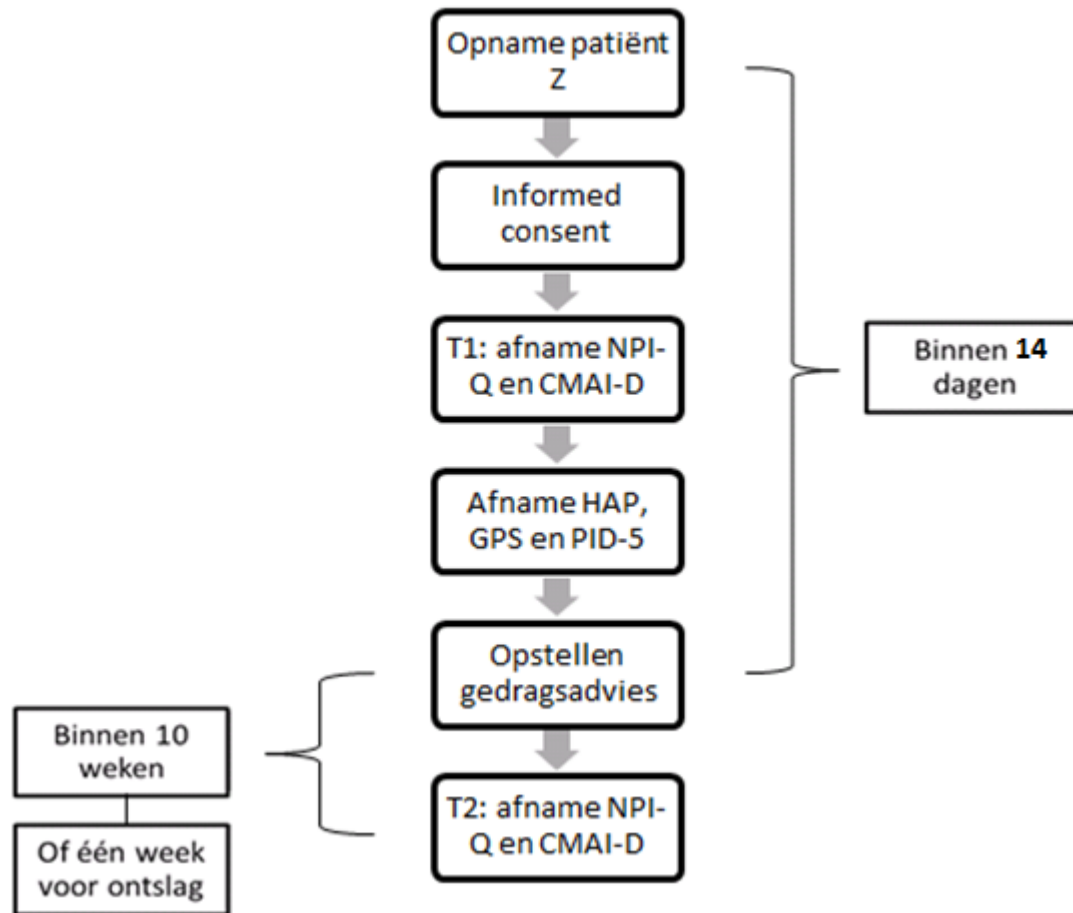 Opname patiënt
Z
Informed
consent
T1: afname NPI-
Q en CMAI-D
Binnen 14
dagen
Afname HAP,
GPS en PID-5
Opstellen
gedragsadvies
Binnen 10
weken
T2: afname NPI-
Q en CMAI-D
Of één week
voor ontslag